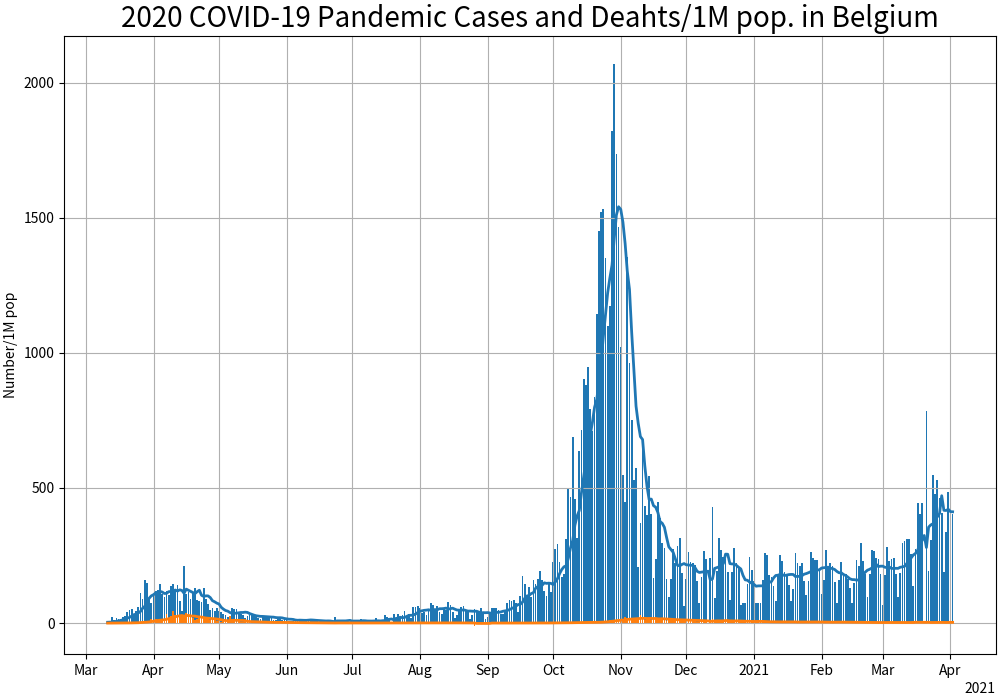 2020 COVID-19 Pandemic Cases and Deahts/1M pop. in Belgium
Number/1M pop
2000
1500
1000
500
0
Mar Apr May Jun Jul Aug Sep Oct Nov Dec 2021 Feb Mar Apr
2021